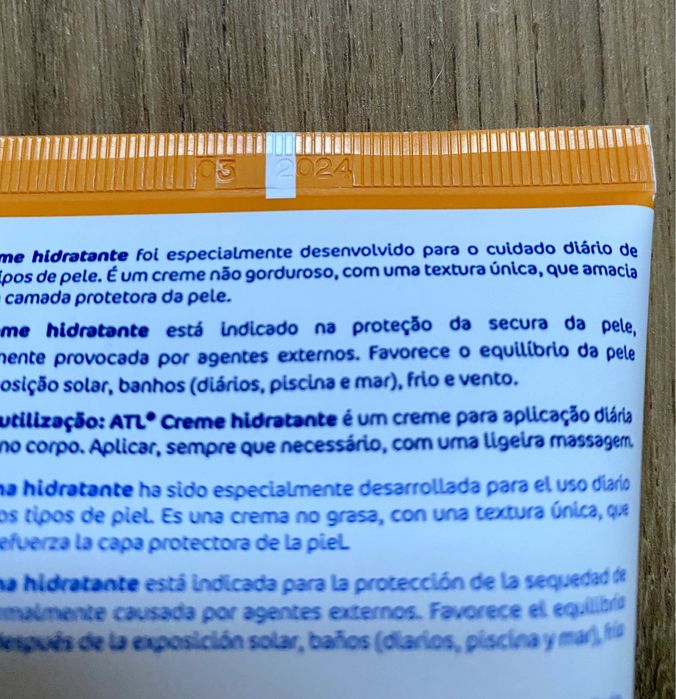 03 2024
me hidratante foi especialmente desenvolvido para o cuidado diário de
ipos de pele. É um creme não gorduroso, com uma textura única, que amacia
camada protetora da pele.
me hidratante está indicado na proteção da secura da pele,
mente provocada por agentes externos. Favorece o equilíbrio da pele
osição solar, banhos (diários, piscina e mar), frio e vento.
utilização: ATL® Creme hidratante é um creme para aplicação diária
no corpo. Aplicar, sempre que necessário, com uma ligeira massagem.
ma hidratante ha sido especialmente desarrollada para el uso diario
os tipos de piel. Es una crema no grasa, con una textura única, que
efuerza la capa protectora de la piel.
ma hidratante está indicada para la protección de la sequedad de
rmalmente causada por agentes externos. Favorece el equilibrio
después de la exposición solar, baños (diarios, piscina y mar), frío